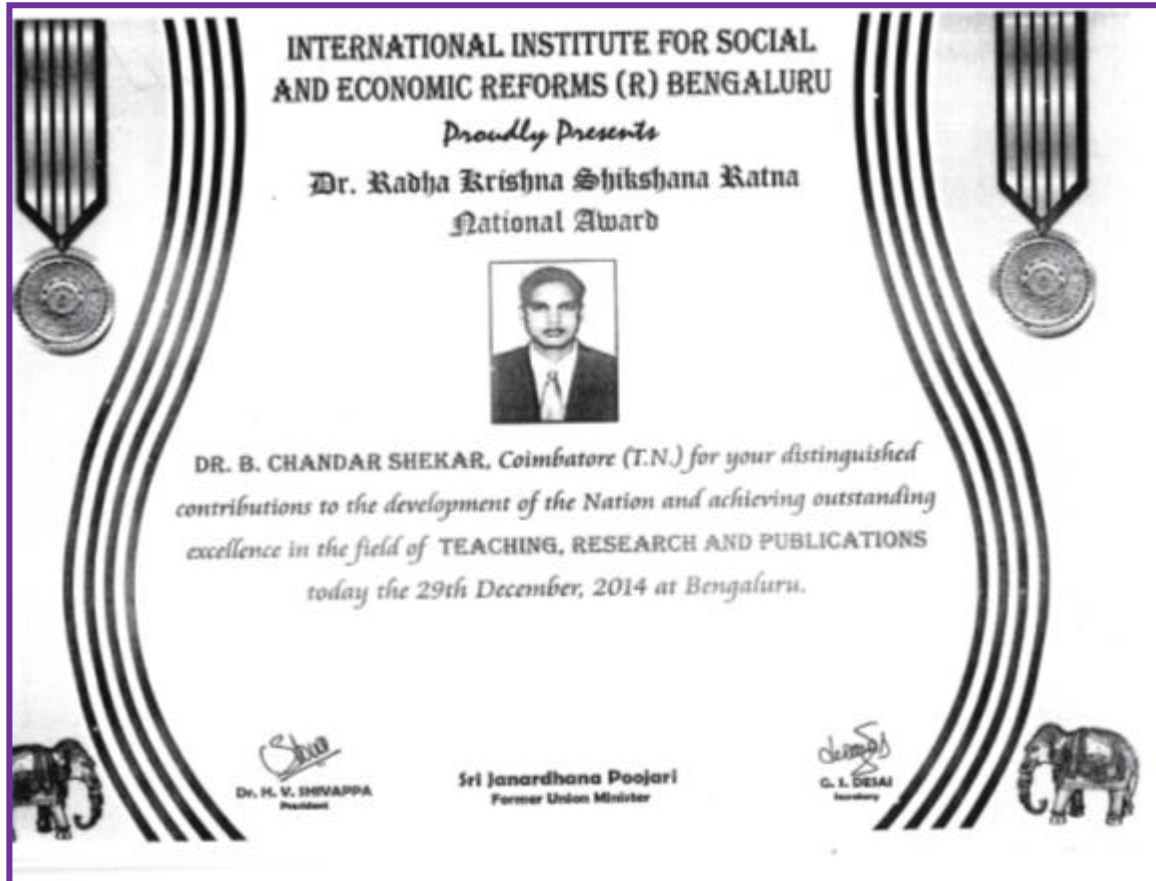 INTERNATIONAL INSTITUTE FOR SOCIAL
AND ECONOMIC REFORMS (R) BENGALURU
Proudly Presents
Dr. Radha Krishna Shikshana Ratna
National Award
DR. B. CHANDAR SHEKAR, Coimbatore (T.N.) for your distinguished
contributions to the development of the Nation and achieving outstanding
excellence in the field of TEACHING, RESEARCH AND PUBLICATIONS
today the 29th December, 2014 at Bengaluru.
Dr. H. V. SHIVAPPA
President
Sri Janardhana Poojari
Former Union Minister
G. S. DESAI
Secretary